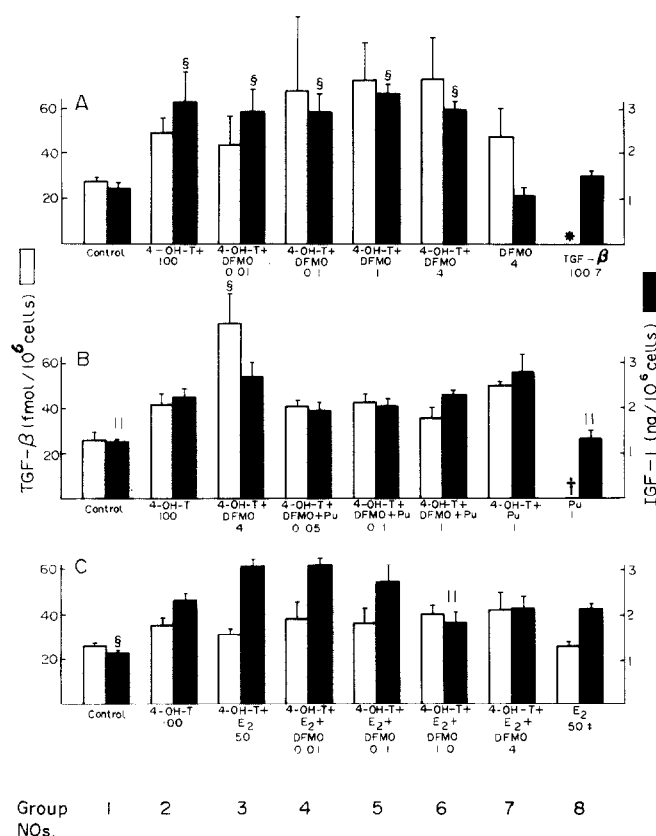 A
§ § § § §
60
40
20
3
2
1
Control
4-OH-T+
100
4-OH-T+
DFMO
0 01
4-OH-T+
DFMO
0 1
4-OH-T+
DFMO
1
4-OH-T+
DFMO
4
DFMO
4
*
TGF-β
100 7
TGF-β (fmol/10⁶ cells)
IGF-I (ng/10⁶ cells)
B
§
60
40
20
3
2
1
||
Control
4-OH-T
100
4-OH-T+
DFMO
4
4-OH-T+
DFMO+Pu
0 05
4-OH-T+
DFMO+Pu
0 1
4-OH-T+
DFMO+Pu
1
4-OH-T+
Pu
1
||
†
Pu
1
C
60
40
20
3
2
1
§
Control
4-OH-T
100
4-OH-T+
E2
50
4-OH-T+
E2+
DFMO
0 01
4-OH-T+
E2+
DFMO
0 1
||
4-OH-T+
E2+
DFMO
1 0
4-OH-T+
E2+
DFMO
4
E2
50 ‡
Group 1 2 3 4 5 6 7 8
NOs.